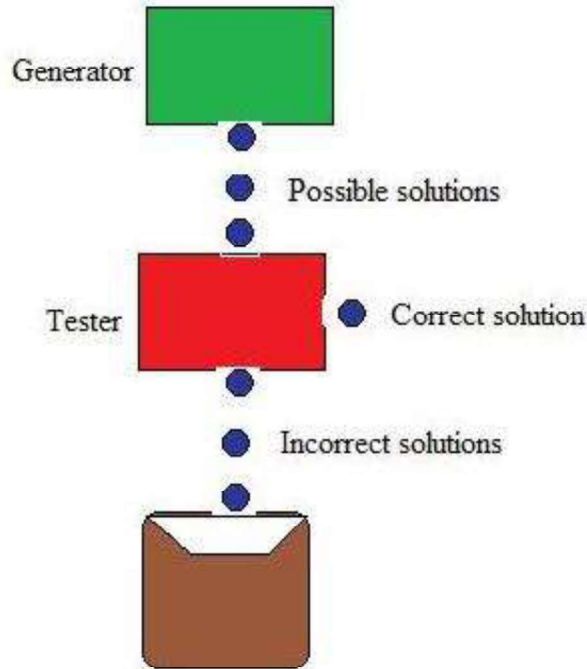 Generator
Possible solutions
Tester
Correct solution
Incorrect solutions